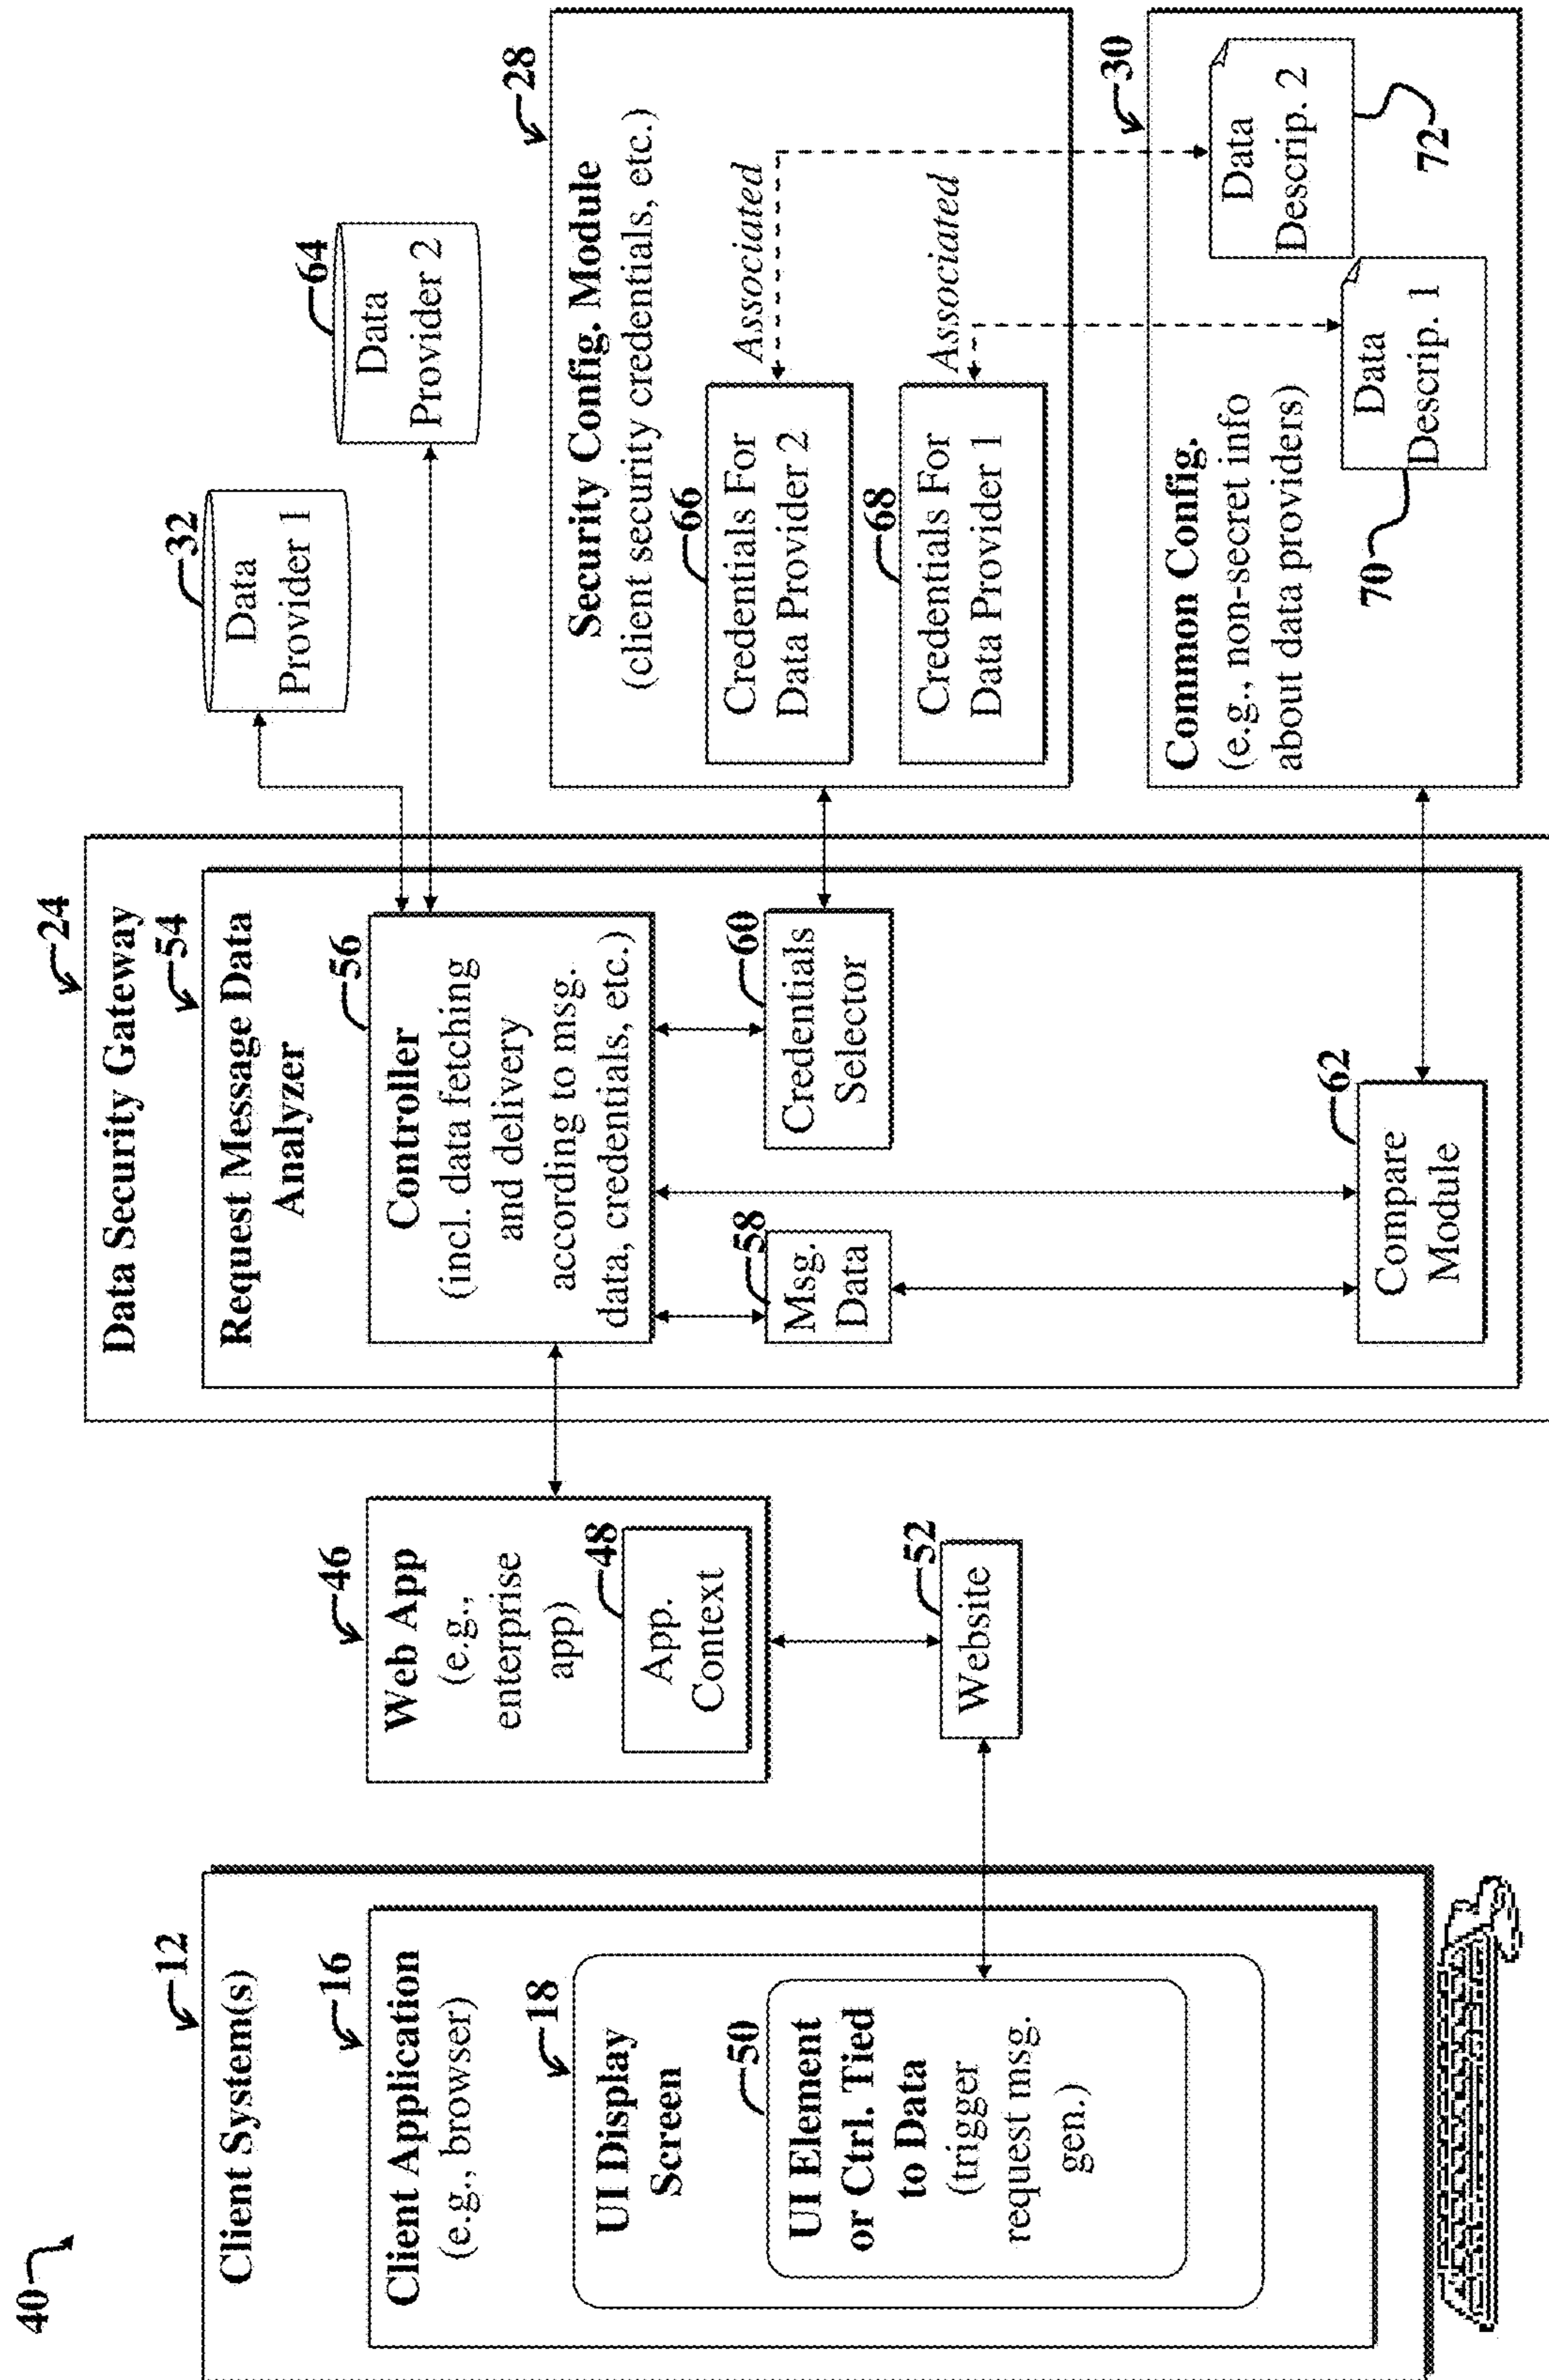 40
12
Client System(s)
16
Client Application
(e.g., browser)
18
UI Display
Screen
50
UI Element
or Ctrl. Tied
to Data
(trigger
request msg.
gen.)
46
Web App
(e.g.,
enterprise
app)
48
App.
Context
52
Website
24
Data Security Gateway
54
Request Message Data
Analyzer
56
Controller
(incl. data fetching
and delivery
according to msg.
data, credentials, etc.)
58
Msg.
Data
60
Credentials
Selector
62
Compare
Module
32
Data
Provider 1
64
Data
Provider 2
28
Security Config. Module
(client security credentials, etc.)
66
Credentials For
Data Provider 2
Associated
68
Credentials For
Data Provider 1
Associated
30
Common Config.
(e.g., non-secret info
about data providers)
70
Data
Descrip. 1
Data
Descrip. 2
72